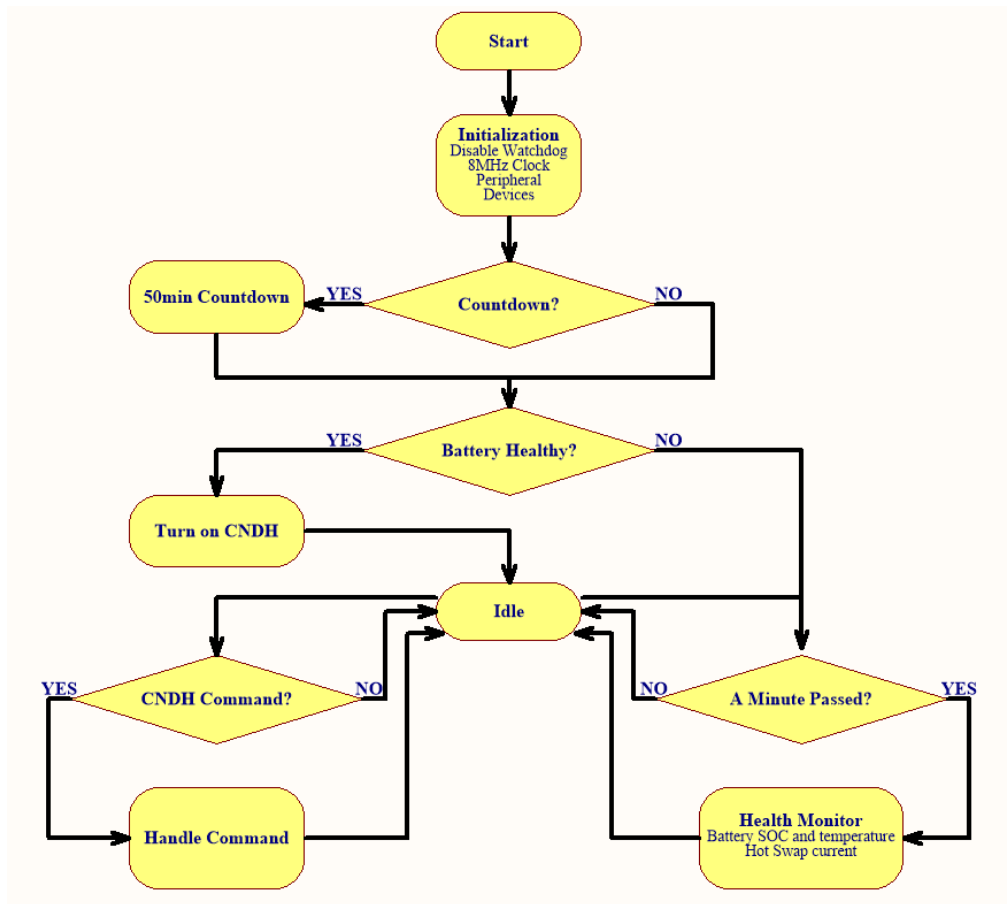 Start
Initialization
Disable Watchdog
8MHz Clock
Peripheral
Devices
50min Countdown
YES
Countdown?
NO
YES
Battery Healthy?
NO
Turn on CNDH
Idle
YES
CNDH Command?
NO
NO
A Minute Passed?
YES
Handle Command
Health Monitor
Battery SOC and temperature
Hot Swap current